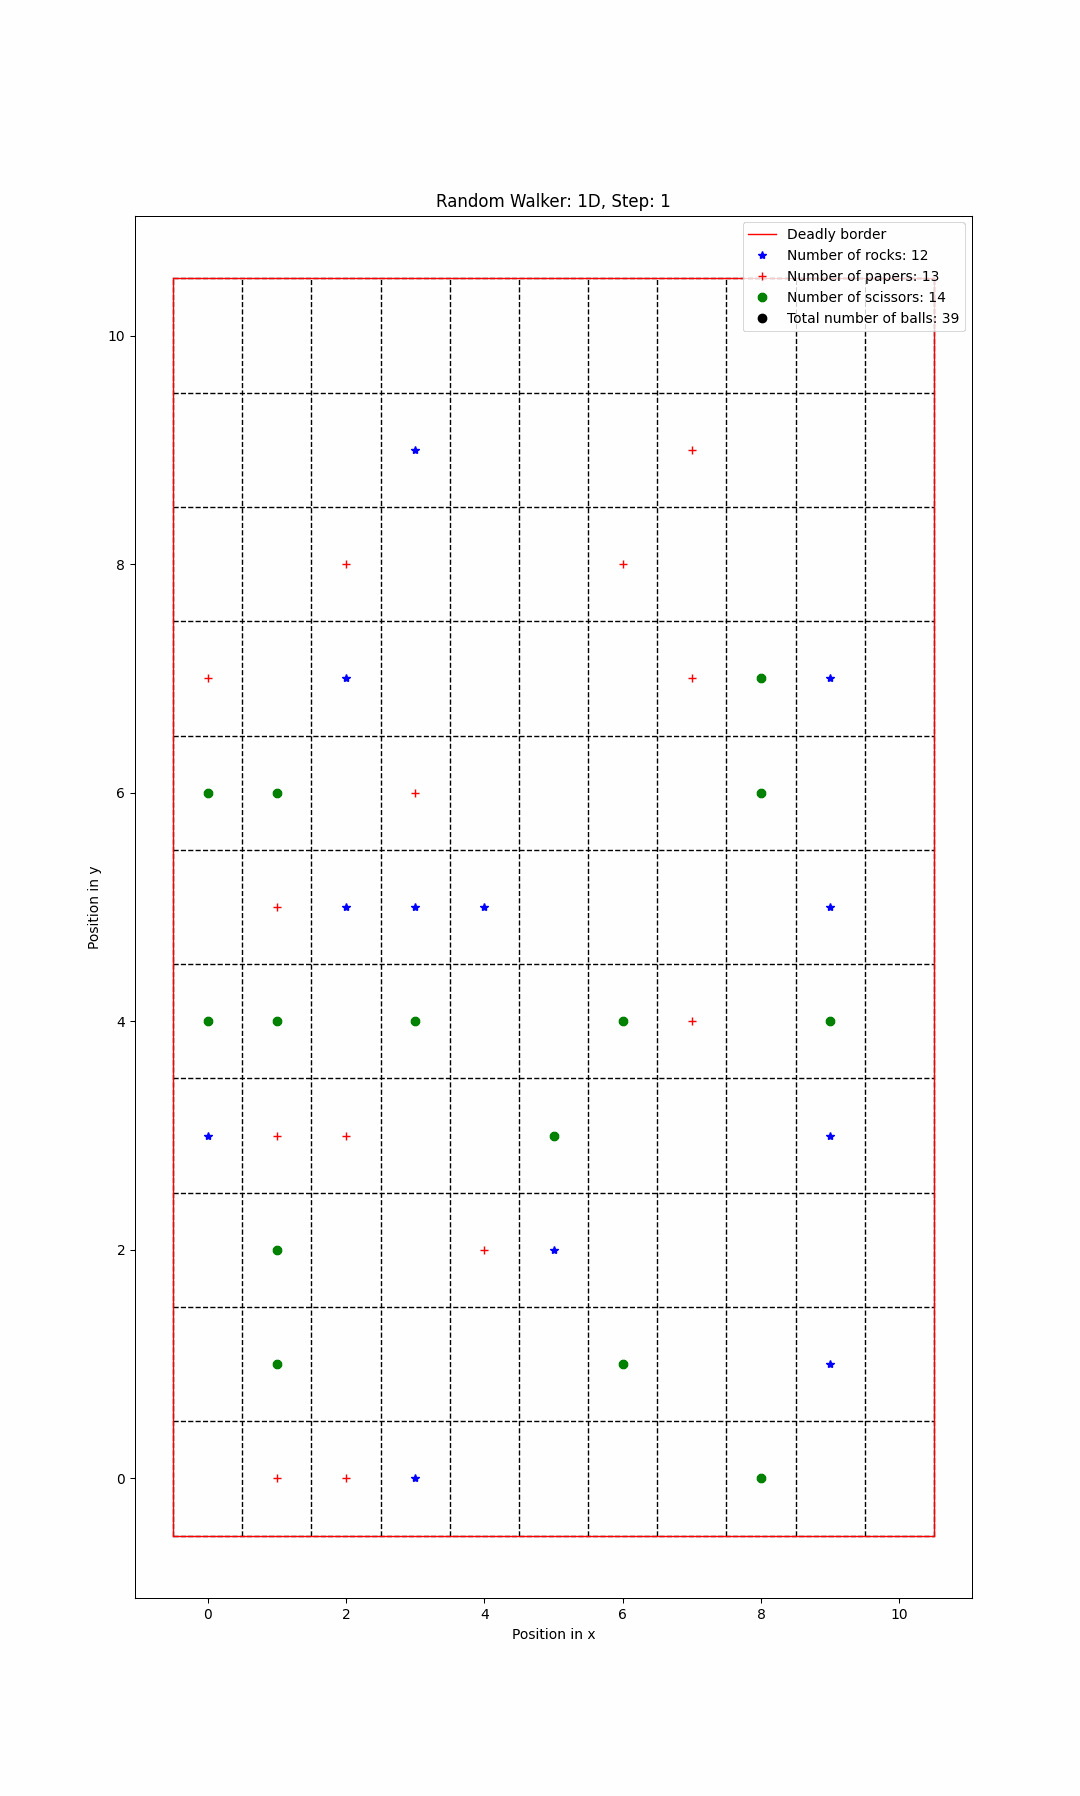 Random Walker: 1D, Step: 1
Deadly border
Number of rocks: 12
Number of papers: 13
Number of scissors: 14
Total number of balls: 39
10
8
6
4
2
0
Position in y
0 2 4 6 8 10
Position in x